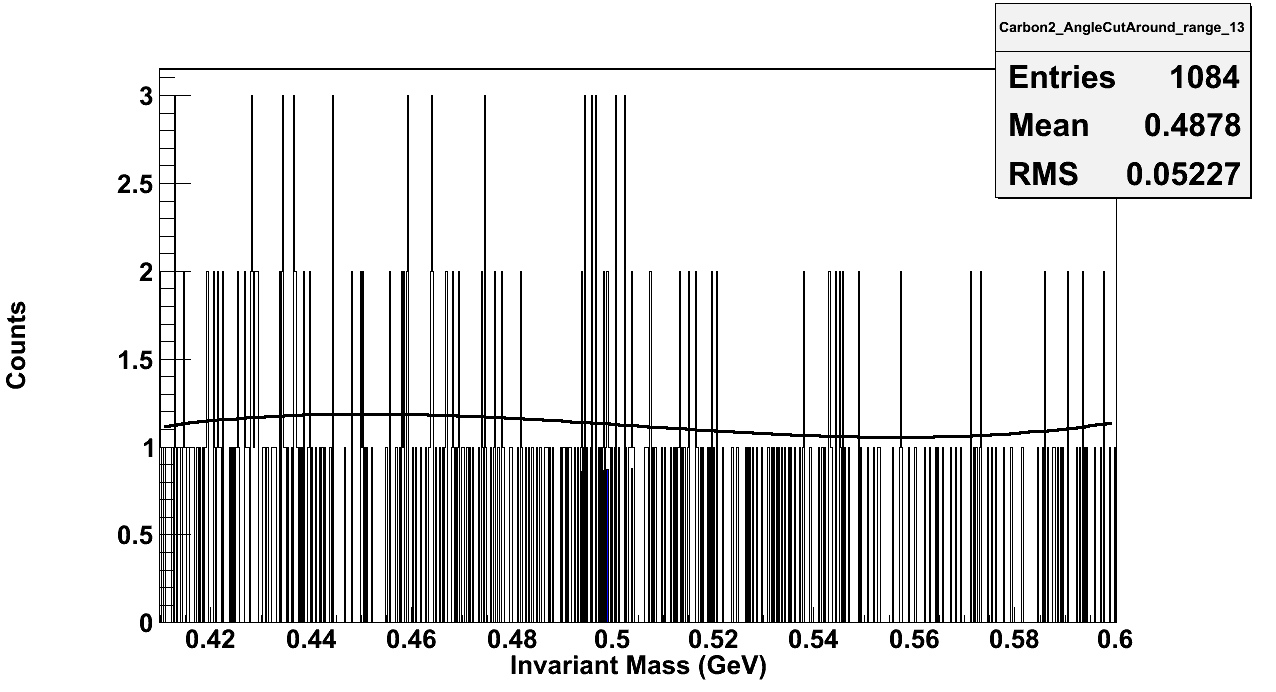 Carbon2_AngleCutAround_range_13
Entries 1084
Mean 0.4878
RMS 0.05227
3
2.5
2
1.5
1
0.5
0
Counts
0.42 0.44 0.46 0.48 0.5 0.52 0.54 0.56 0.58 0.6
Invariant Mass (GeV)